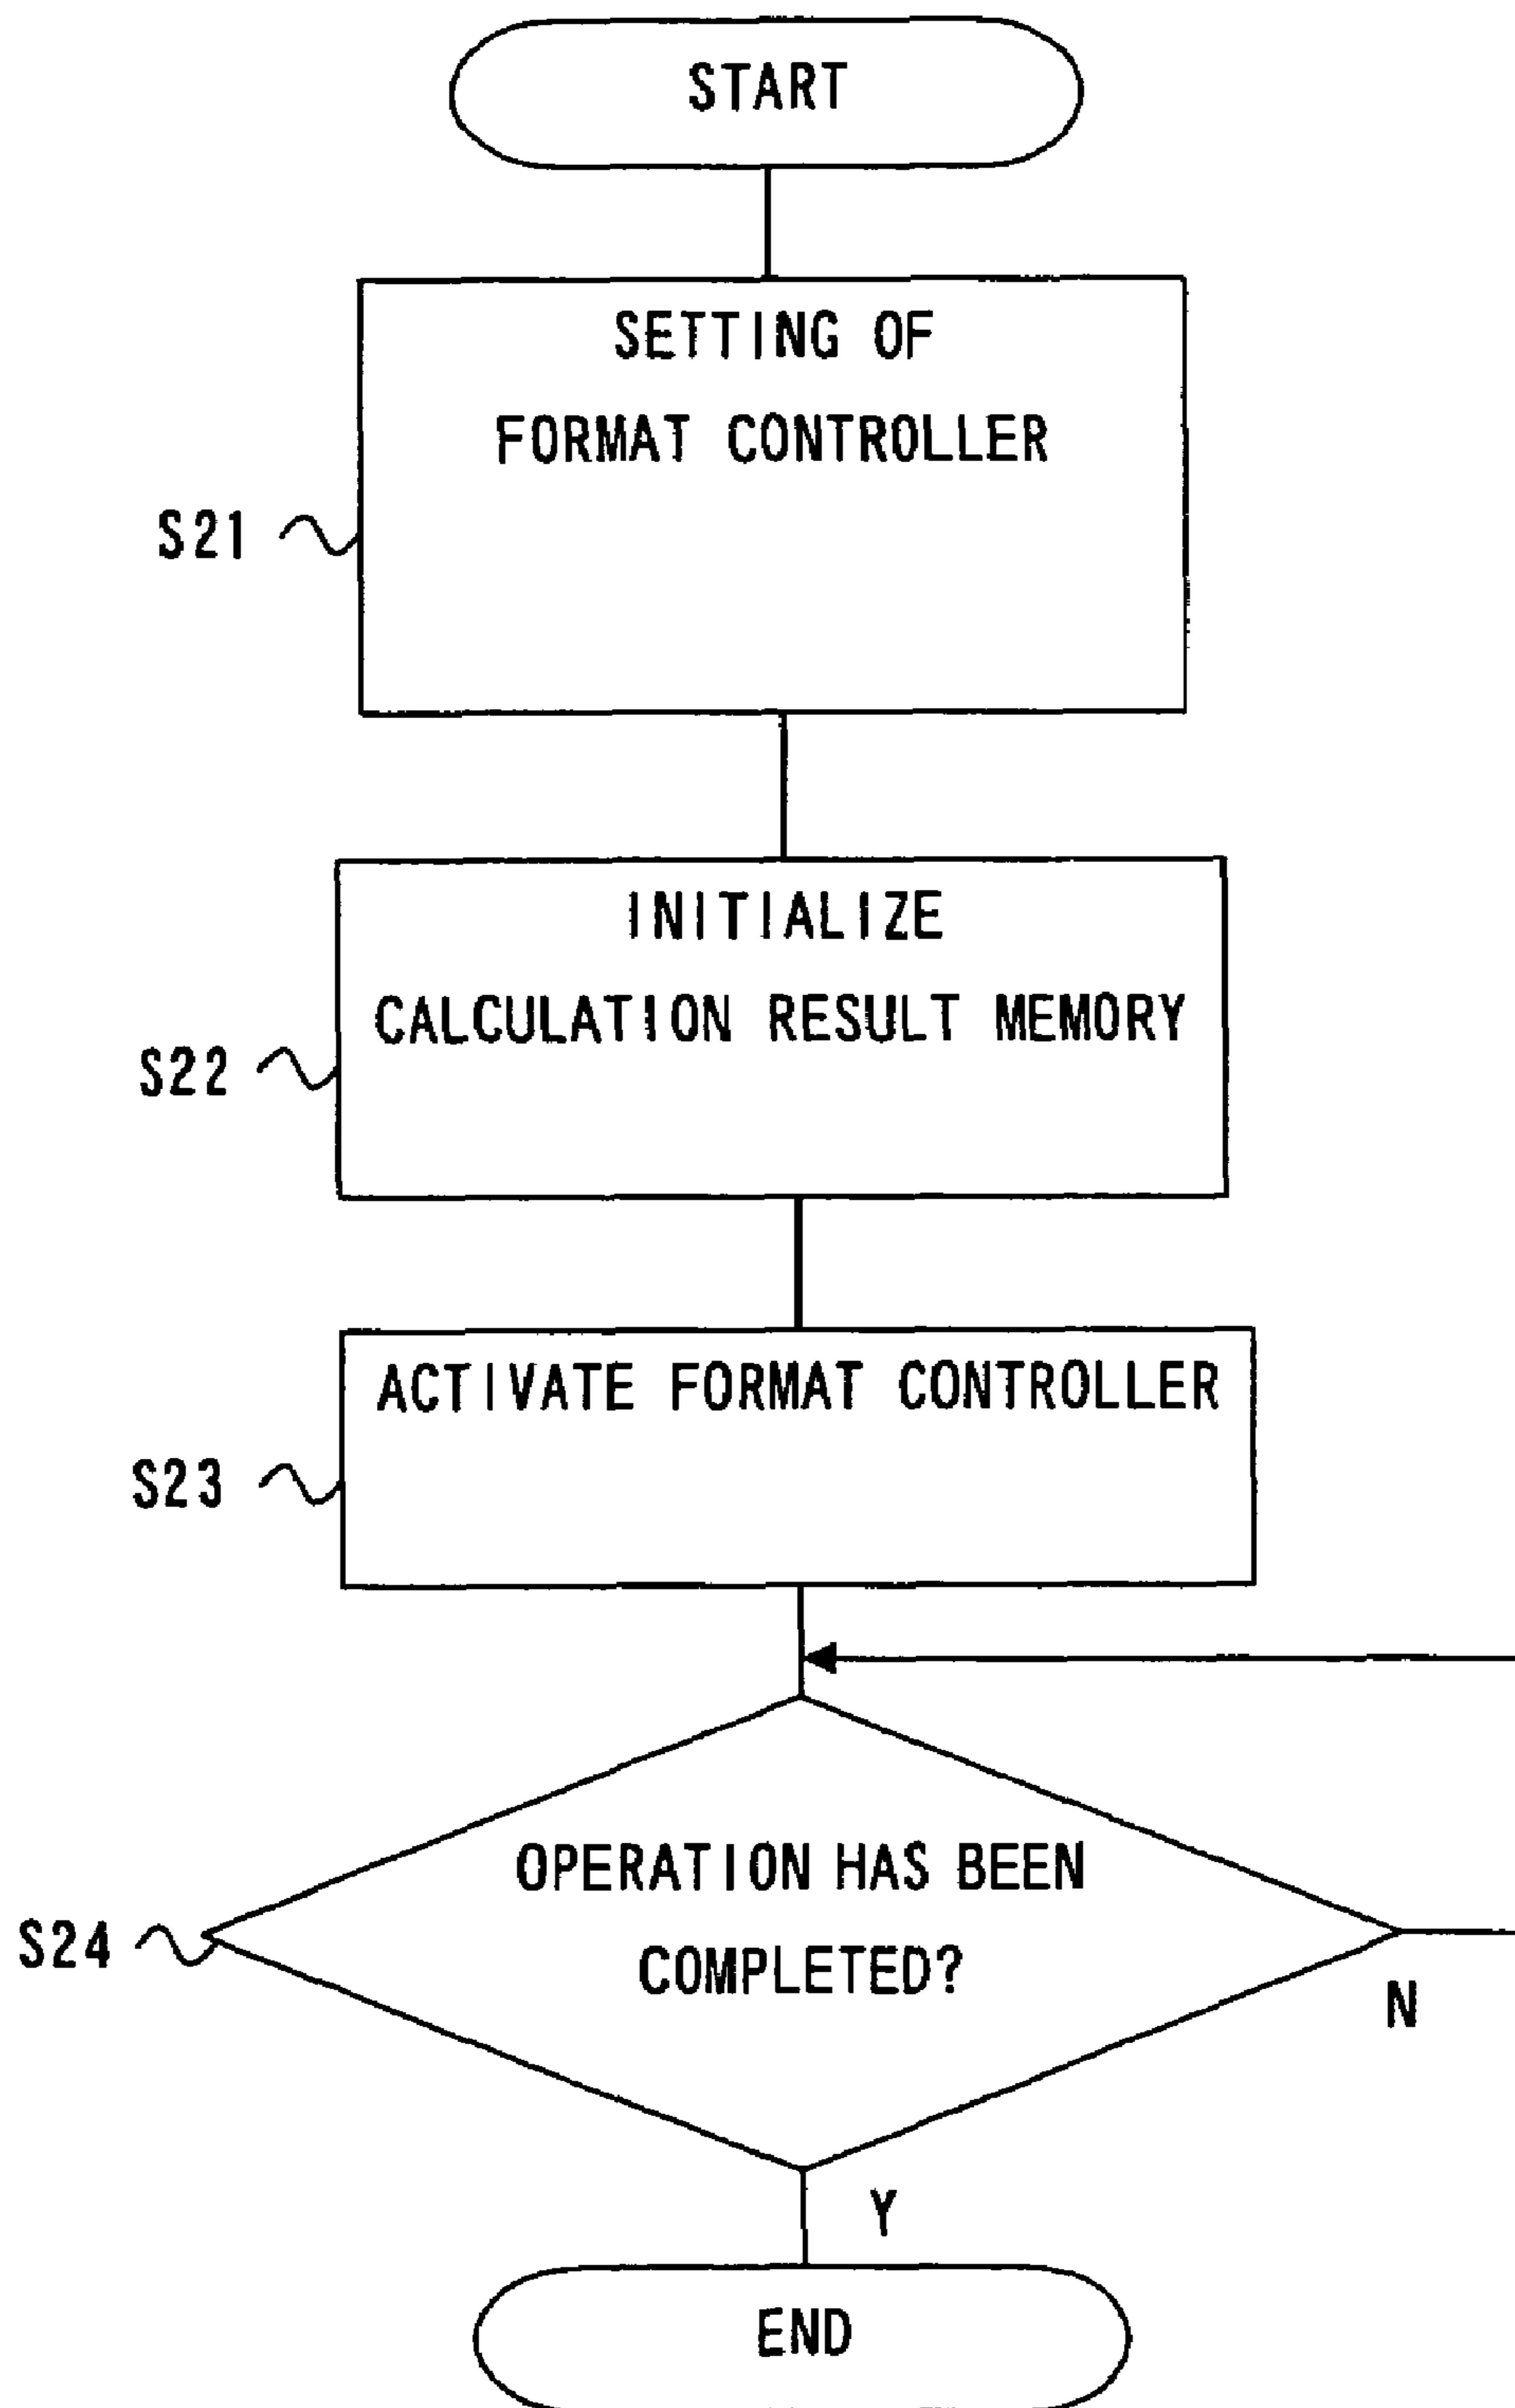 START
SETTING OF
FORMAT CONTROLLER
S21
INITIALIZE
CALCULATION RESULT MEMORY
S22
ACTIVATE FORMAT CONTROLLER
S23
OPERATION HAS BEEN
COMPLETED?
S24
N
Y
END